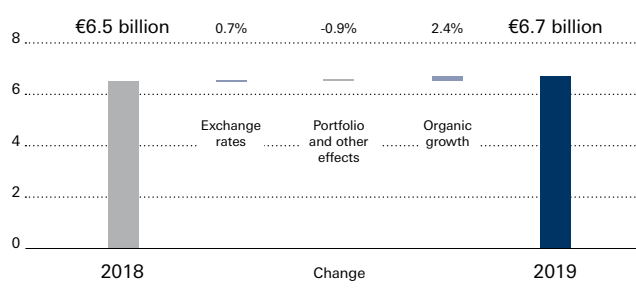 €6.5 billion 0.7% -0.9% 2.4% €6.7 billion
8
6
Exchange rates
Portfolio and other effects
Organic growth
4
2
0
2018 Change 2019